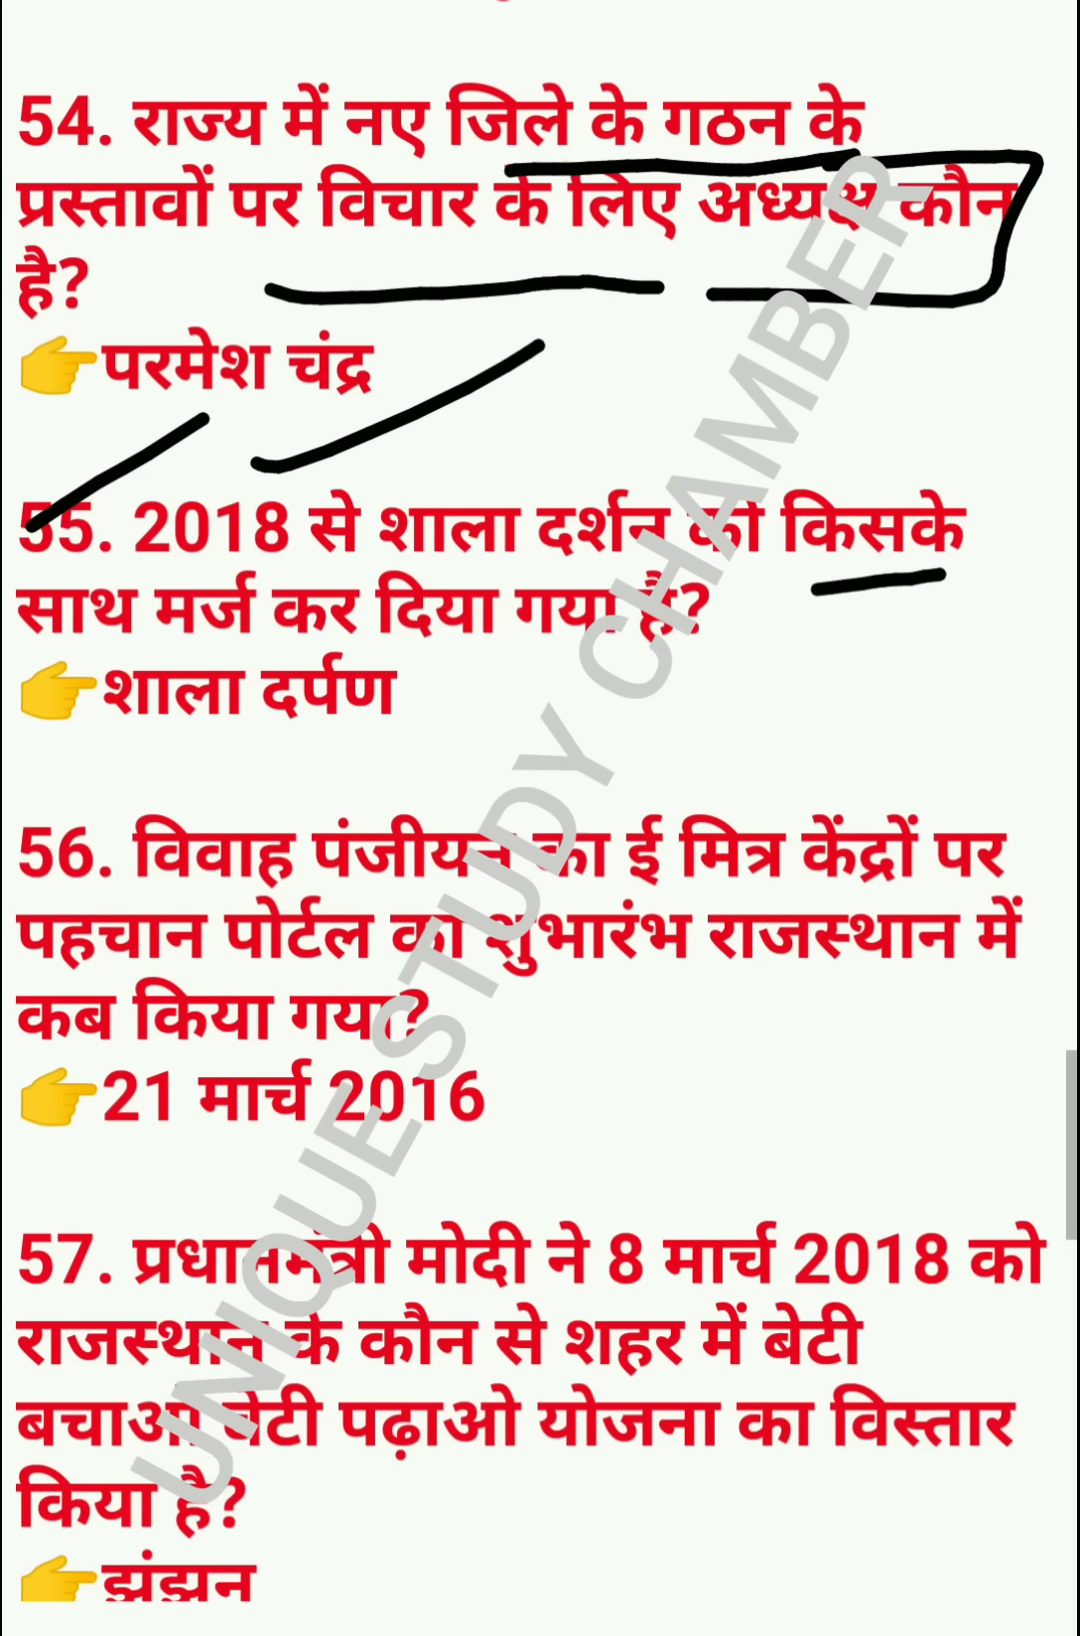 54. राज्य में नए जिले के गठन के
प्रस्तावों पर विचार के लिए अध्यक्ष कौन
है?
👉परमेश चंद्र
55. 2018 से शाला दर्शन को किसके
साथ मर्ज कर दिया गया है?
👉शाला दर्पण
56. विवाह पंजीयन का ई मित्र केंद्रों पर
पहचान पोर्टल का शुभारंभ राजस्थान में
कब किया गया?
👉21 मार्च 2016
57. प्रधानमंत्री मोदी ने 8 मार्च 2018 को
राजस्थान के कौन से शहर में बेटी
बचाओ बेटी पढ़ाओ योजना का विस्तार
किया है?
👉
UNIQUE STUDY CHAMBER